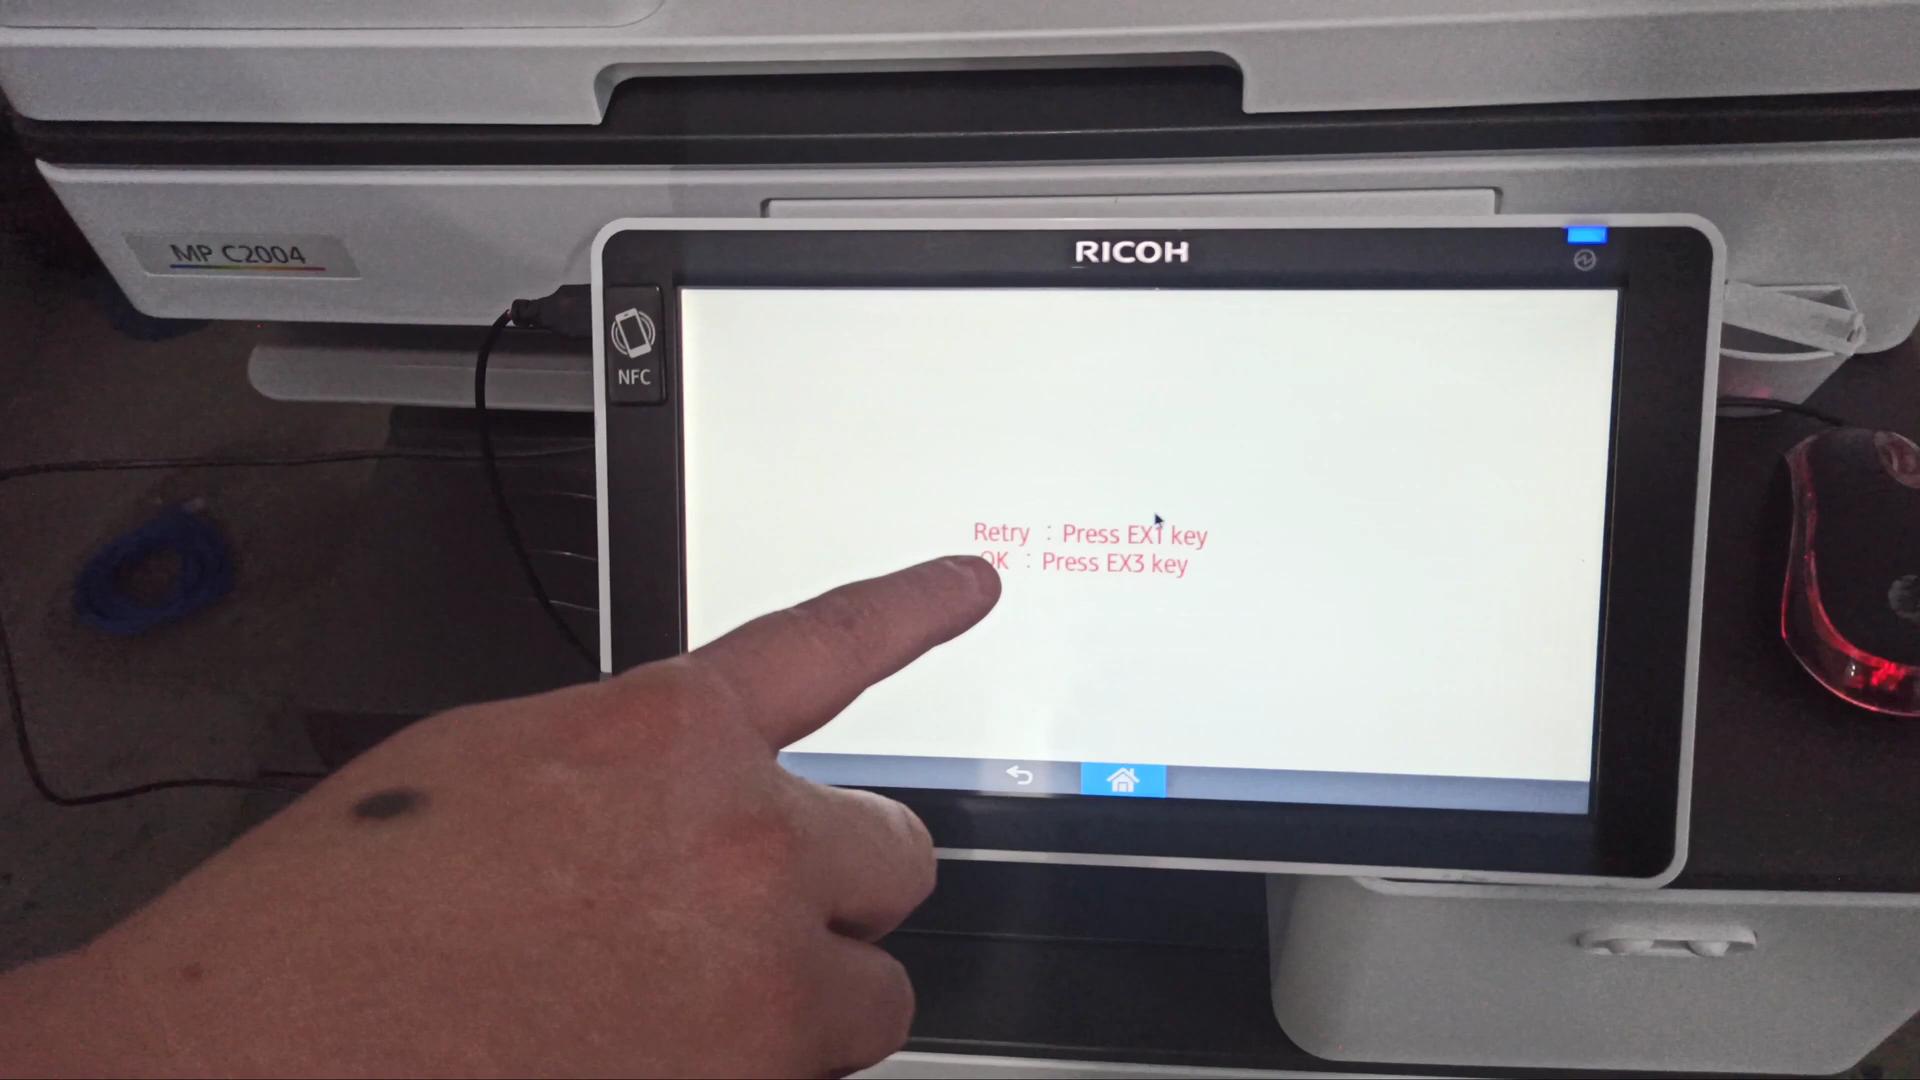 MP C2004
RICOH
NFC
Retry : Press EX1 key
OK : Press EX3 key